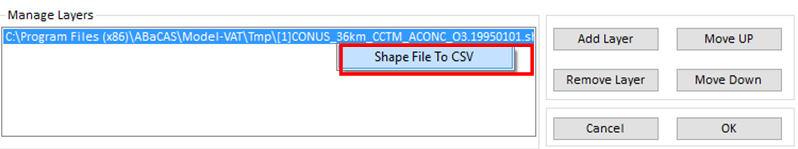 Manage Layers
C:\Program Files (x86)\ABaCAS\Model-VAT\Tmp\[1]CONUS_36km_CCTM_ACONC_O3.19950101.sh
Shape File To CSV
Add Layer
Move UP
Remove Layer
Move Down
Cancel
OK